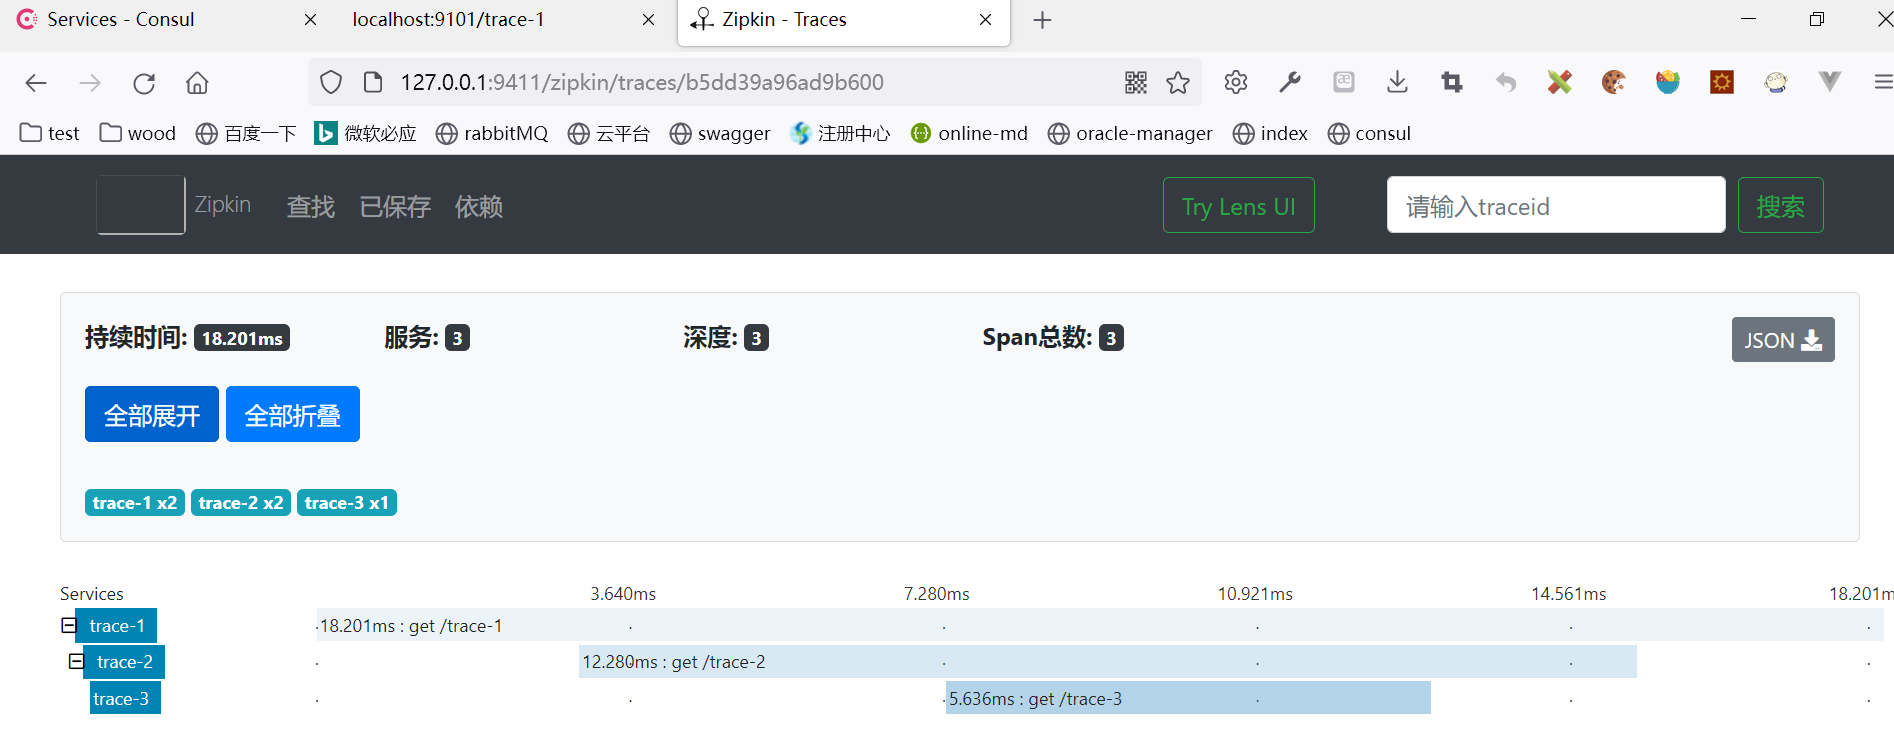 Services - Consul
localhost:9101/trace-1
Zipkin - Traces
127.0.0.1:9411/zipkin/traces/b5dd39a96ad9b600
test wood 百度一下 微软必应 rabbitMQ 云平台 swagger 注册中心 online-md oracle-manager index consul
Zipkin 查找 已保存 依赖 Try Lens UI 请输入traceid 搜索
持续时间: 18.201ms 服务: 3 深度: 3 Span总数: 3 JSON
全部展开 全部折叠
trace-1 x2 trace-2 x2 trace-3 x1
Services 3.640ms 7.280ms 10.921ms 14.561ms 18.201m
trace-1 18.201ms : get /trace-1
trace-2 12.280ms : get /trace-2
trace-3 5.636ms : get /trace-3